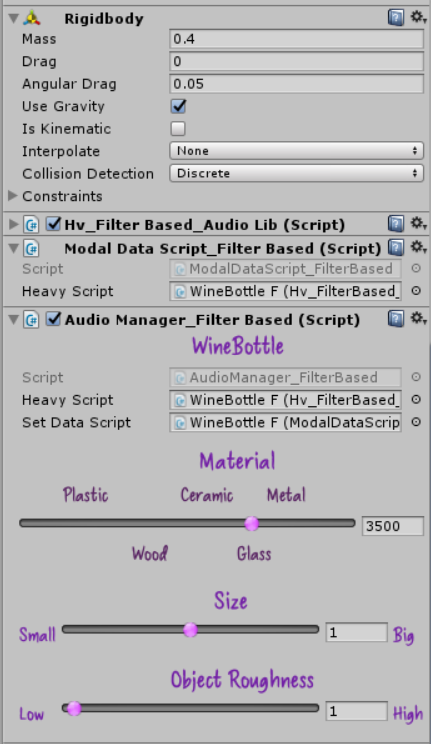 Rigidbody
Mass 0.4
Drag 0
Angular Drag 0.05
Use Gravity
Is Kinematic
Interpolate None
Collision Detection Discrete
Constraints
Hv_Filter Based_Audio Lib (Script)
Modal Data Script_Filter Based (Script)
Script ModalDataScript_FilterBased
Heavy Script WineBottle F (Hv_FilterBased_
Audio Manager_Filter Based (Script)
WineBottle
Script AudioManager_FilterBased
Heavy Script WineBottle F (Hv_FilterBased_
Set Data Script WineBottle F (ModalDataScrip
Material
Plastic Ceramic Metal
3500
Wood Glass
Size
Small 1 Big
Object Roughness
Low 1 High